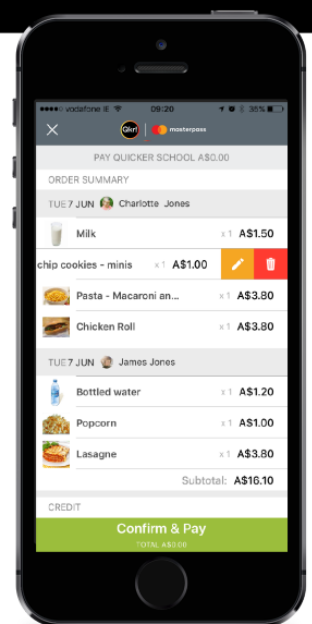 vodafone IE 09:20 35%
Qkr! masterpass
PAY QUICKER SCHOOL A$0.00
ORDER SUMMARY
TUE 7 JUN Charlotte Jones
Milk x 1 A$1.50
chip cookies - minis x 1 A$1.00
Pasta - Macaroni an... x 1 A$3.80
Chicken Roll x 1 A$3.80
TUE 7 JUN James Jones
Bottled water x 1 A$1.20
Popcorn x 1 A$1.00
Lasagne x 1 A$3.80
Subtotal: A$16.10
CREDIT
Confirm & Pay
TOTAL A$0.00